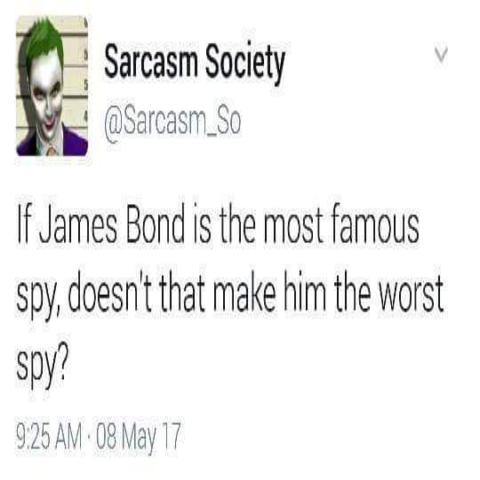 Sarcasm Society
@Sarcasm_So
If James Bond is the most famous
spy, doesn't that make him the worst
spy?
9:25 AM · 08 May 17